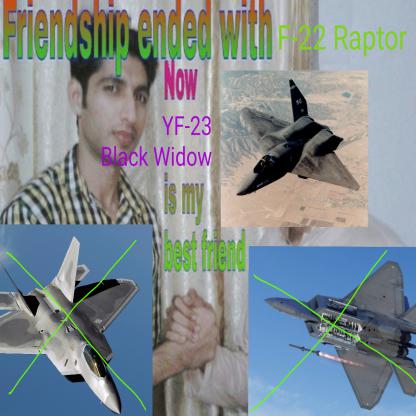 Friendship ended with F-22 Raptor
Now
YF-23
Black Widow
is my
best friend